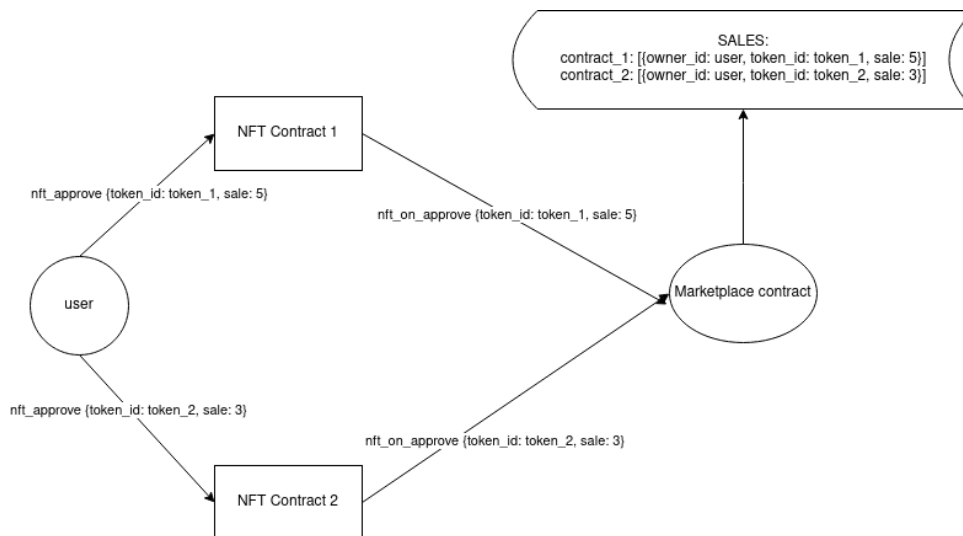 SALES:
contract_1: [{owner_id: user, token_id: token_1, sale: 5}]
contract_2: [{owner_id: user, token_id: token_2, sale: 3}]
NFT Contract 1
nft_approve {token_id: token_1, sale: 5}
nft_on_approve {token_id: token_1, sale: 5}
user
Marketplace contract
nft_approve {token_id: token_2, sale: 3}
nft_on_approve {token_id: token_2, sale: 3}
NFT Contract 2